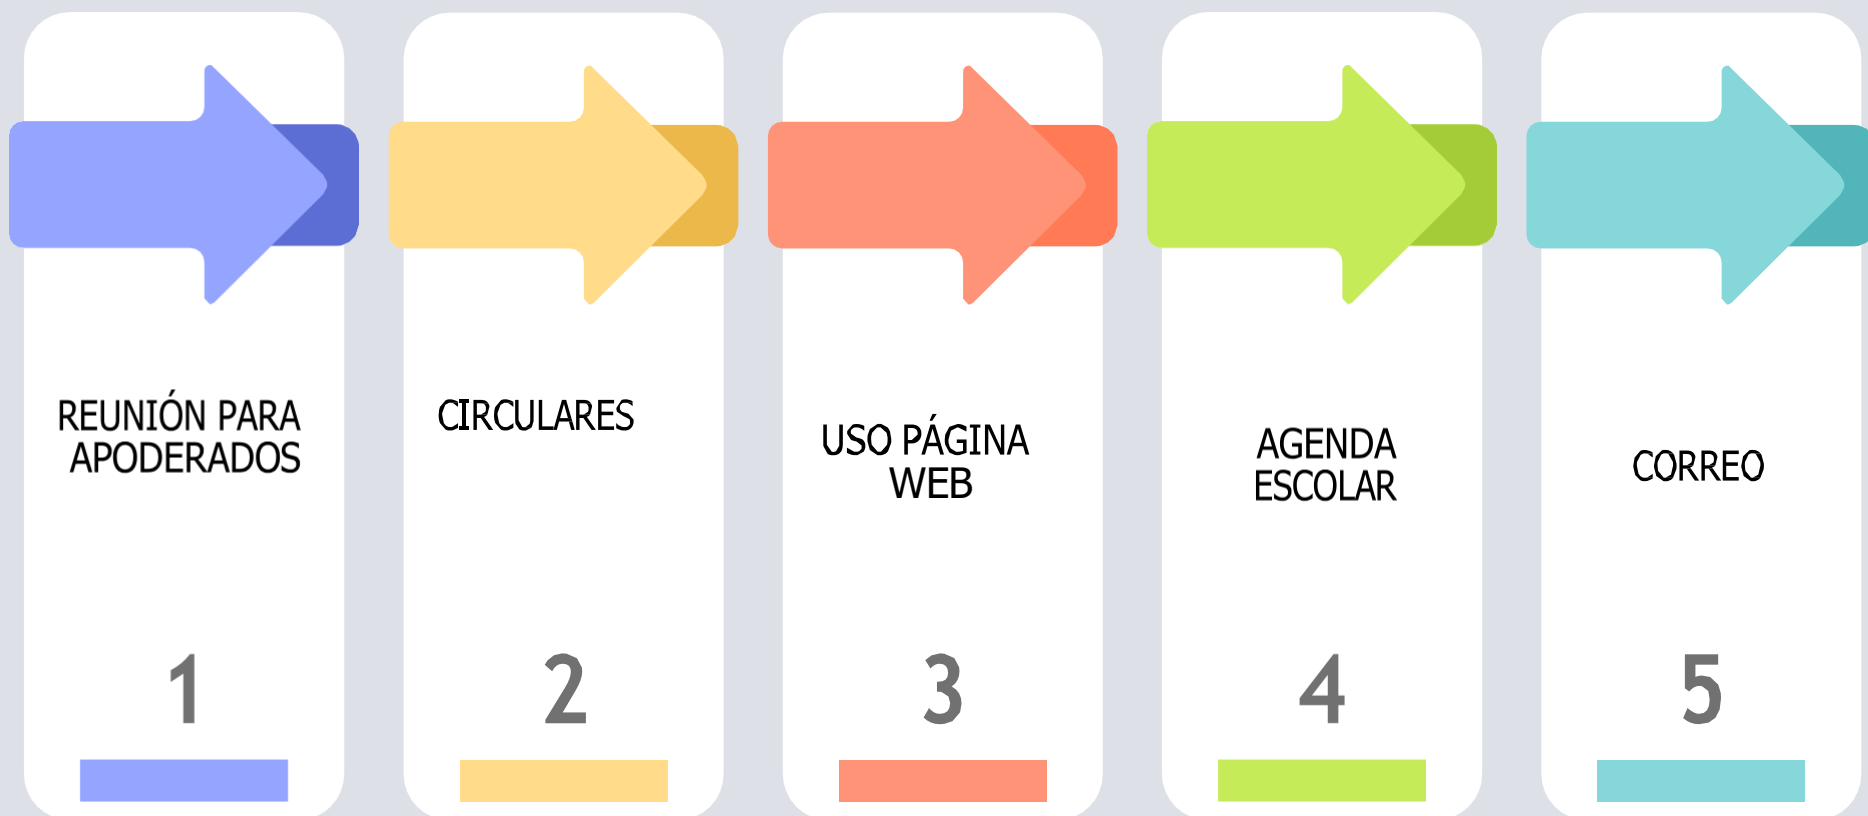 REUNIÓN PARA
APODERADOS
CIRCULARES
USO PÁGINA
WEB
AGENDA
ESCOLAR
CORREO
1
2
3
4
5